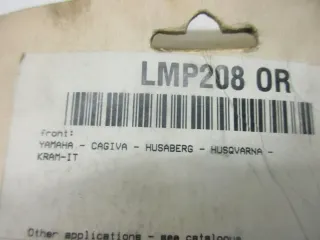 LMP208 OR
front:
YAMAHA - CAGIVA - HUSABERG - HUSQVARNA -
KRAM-IT
Other applications - see catalogue